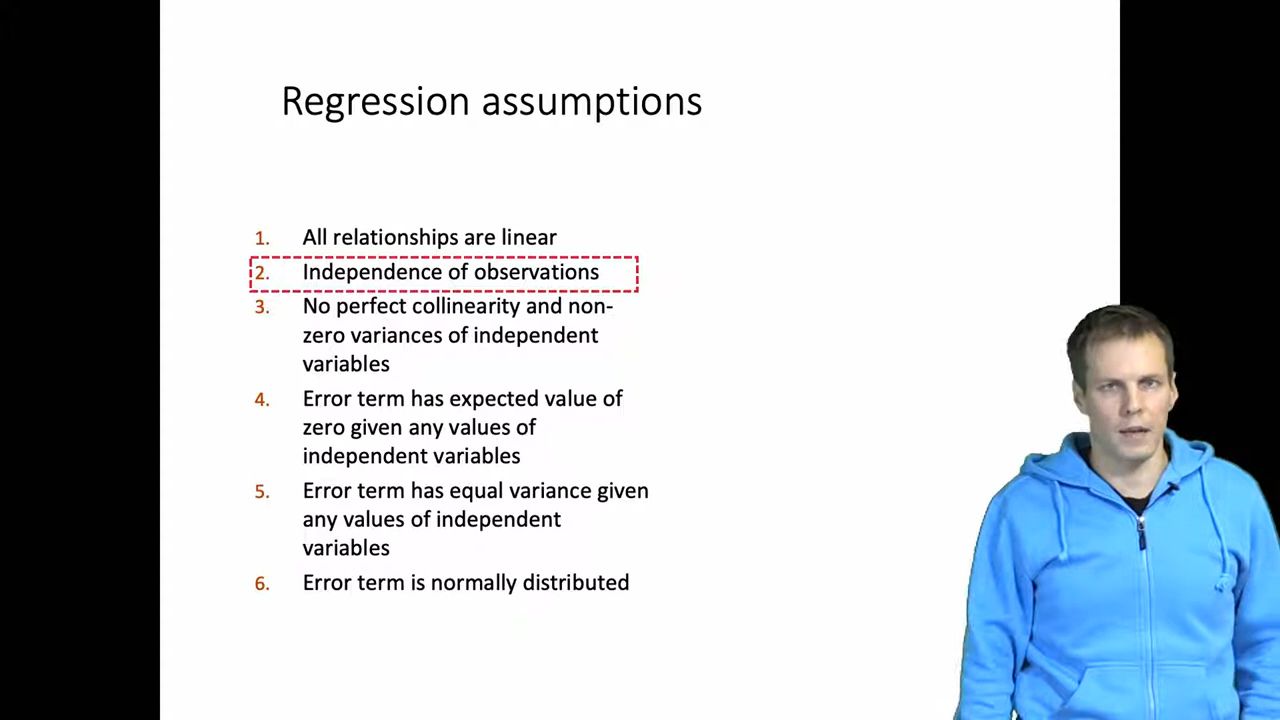 Regression assumptions
1. All relationships are linear
2. Independence of observations
3. No perfect collinearity and non-
zero variances of independent
variables
4. Error term has expected value of
zero given any values of
independent variables
5. Error term has equal variance given
any values of independent
variables
6. Error term is normally distributed